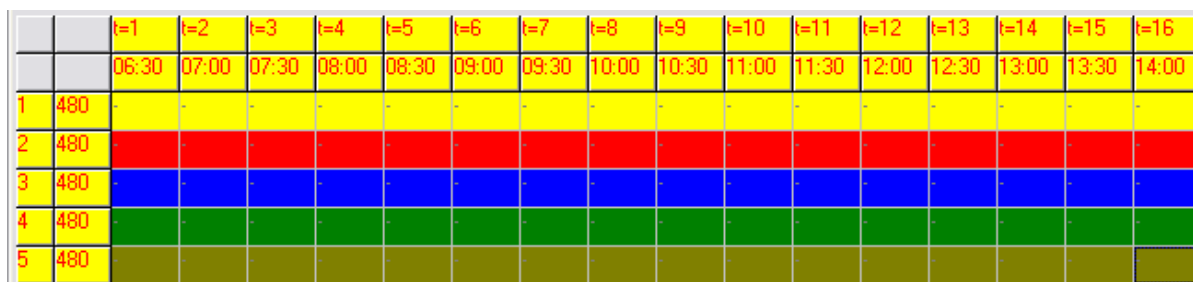 t=1 t=2 t=3 t=4 t=5 t=6 t=7 t=8 t=9 t=10 t=11 t=12 t=13 t=14 t=15 t=16
06:30 07:00 07:30 08:00 08:30 09:00 09:30 10:00 10:30 11:00 11:30 12:00 12:30 13:00 13:30 14:00
1 480 - - - - - - - - - - - - - - - -
2 480 - - - - - - - - - - - - - - - -
3 480 - - - - - - - - - - - - - - - -
4 480 - - - - - - - - - - - - - - - -
5 480 - - - - - - - - - - - - - - - -